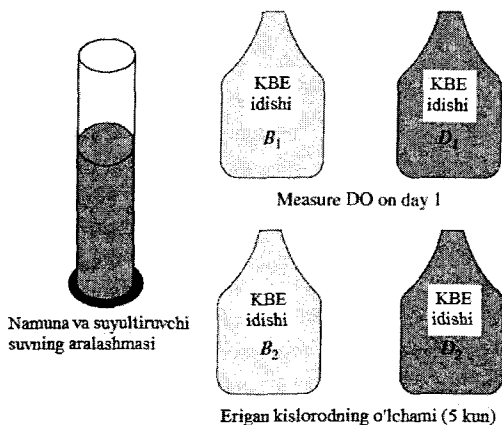 KBE
idishi
B₁
KBE
idishi
D₁
Measure DO on day 1
Namuna va suyultiruvchi
suvning aralashmasi
KBE
idishi
B₂
KBE
idishi
D₂
Erigan kislorodning o'lchami (5 kun)